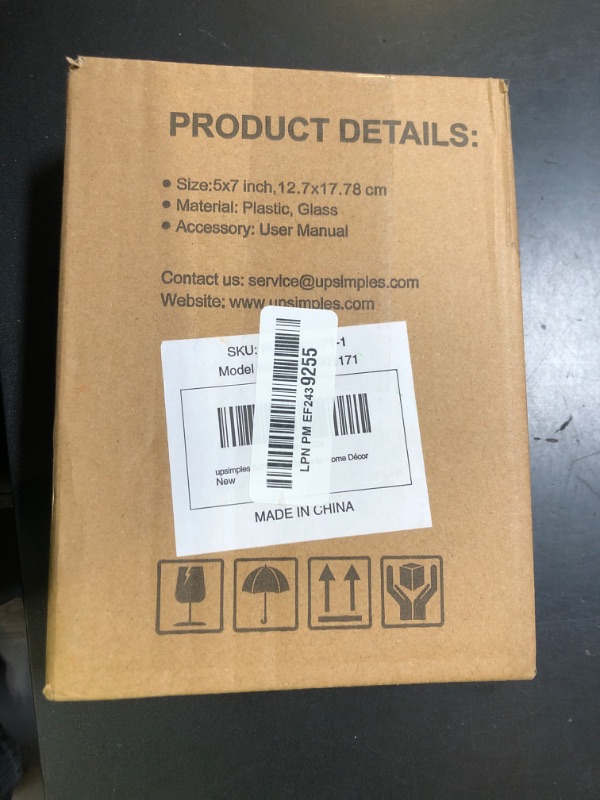 PRODUCT DETAILS:
• Size:5x7 inch,12.7x17.78 cm
• Material: Plastic, Glass
• Accessory: User Manual
Contact us: service@upsimples.com
Website: www.upsimples.com
SKU: -1
Model 171
LPN PM EF2439255
upsimples ome Décor
New
MADE IN CHINA